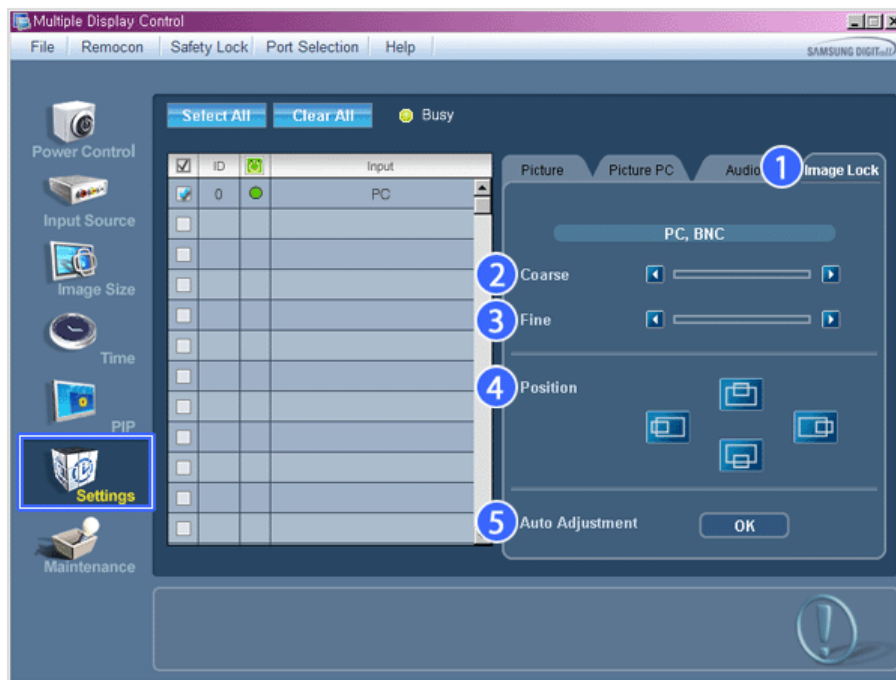 Multiple Display Control
File Remocon Safety Lock Port Selection Help
SAMSUNG DIGITall
Select All Clear All Busy
Power Control
Input Source
Image Size
Time
PIP
Settings
Maintenance
ID Input
0 PC
Picture Picture PC Audio 1 Image Lock
PC, BNC
2 Coarse
3 Fine
4 Position
5 Auto Adjustment OK